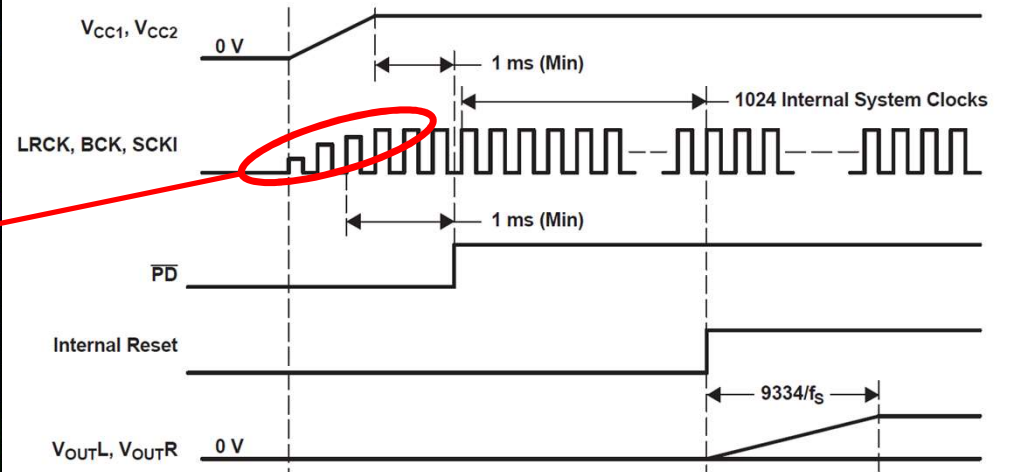 VCC1, VCC2
0 V
1 ms (Min)
1024 Internal System Clocks
LRCK, BCK, SCKI
1 ms (Min)
PD
Internal Reset
9334/fS
VOUTL, VOUTR
0 V